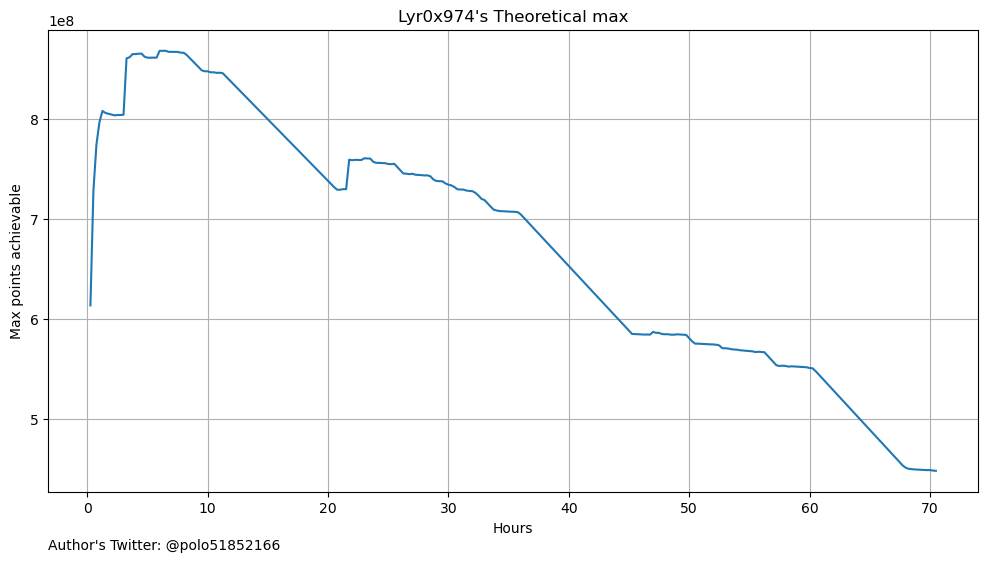 Lyr0x974's Theoretical max
1e8
8
7
6
5
Max points achievable
0 10 20 30 40 50 60 70
Hours
Author's Twitter: @polo51852166